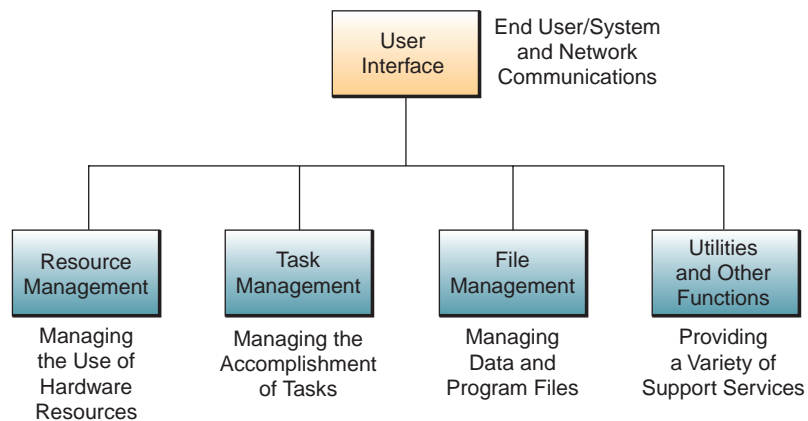 User
Interface
End User/System
and Network
Communications
Resource
Management
Task
Management
File
Management
Utilities
and Other
Functions
Managing
the Use of
Hardware
Resources
Managing the
Accomplishment
of Tasks
Managing
Data and
Program Files
Providing
a Variety of
Support Services